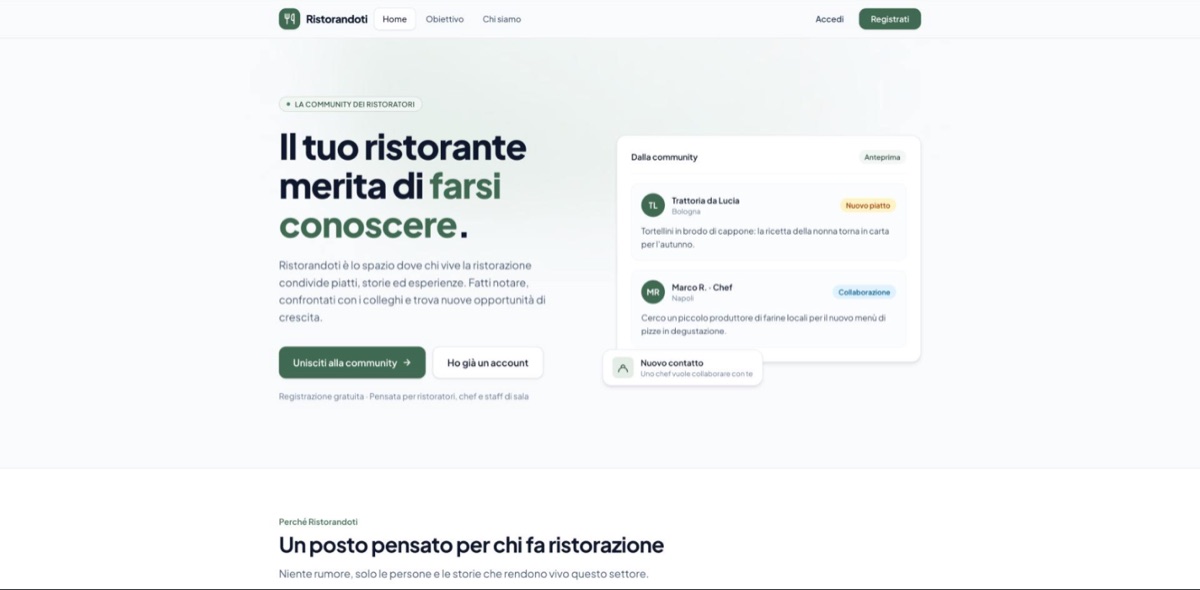 Ristorandoti
Home
Obiettivo
Chi siamo
Accedi
Registrati
LA COMMUNITY DEI RISTORATORI
Il tuo ristorante
merita di farsi
conoscere.
Ristorandoti è lo spazio dove chi vive la ristorazione
condivide piatti, storie ed esperienze. Fatti notare,
confrontati con i colleghi e trova nuove opportunità di
crescita.
Unisciti alla community →
Ho già un account
Registrazione gratuita · Pensata per ristoratori, chef e staff di sala
Dalla community
Anteprima
TL
Trattoria da Lucia
Bologna
Nuovo piatto
Tortellini in brodo di cappone: la ricetta della nonna torna in carta
per l'autunno.
MR
Marco R. · Chef
Napoli
Collaborazione
Cerco un piccolo produttore di farine locali per il nuovo menù di
pizze in degustazione.
Nuovo contatto
Uno chef vuole collaborare con te
Perché Ristorandoti
Un posto pensato per chi fa ristorazione
Niente rumore, solo le persone e le storie che rendono vivo questo settore.